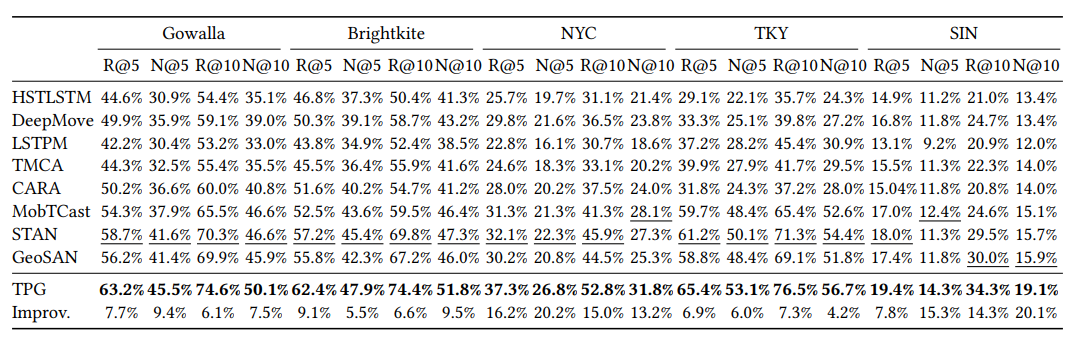 Gowalla Brightkite NYC TKY SIN
R@5 N@5 R@10 N@10 R@5 N@5 R@10 N@10 R@5 N@5 R@10 N@10 R@5 N@5 R@10 N@10 R@5 N@5 R@10 N@10
HSTLSTM 44.6% 30.9% 54.4% 35.1% 46.8% 37.3% 50.4% 41.3% 25.7% 19.7% 31.1% 21.4% 29.1% 22.1% 35.7% 24.3% 14.9% 11.2% 21.0% 13.4%
DeepMove 49.9% 35.9% 59.1% 39.0% 50.3% 39.1% 58.7% 43.2% 29.8% 21.6% 36.5% 23.8% 33.3% 25.1% 39.8% 27.2% 16.8% 11.8% 24.7% 13.4%
LSTPM 42.2% 30.4% 53.2% 33.0% 43.8% 34.9% 52.4% 38.5% 22.8% 16.1% 30.7% 18.6% 37.2% 28.2% 45.4% 30.9% 13.1% 9.2% 20.9% 12.0%
TMCA 44.3% 32.5% 55.4% 35.5% 45.5% 36.4% 55.9% 41.6% 24.6% 18.3% 33.1% 20.2% 39.9% 27.9% 41.7% 29.5% 15.5% 11.3% 22.3% 14.0%
CARA 50.2% 36.6% 60.0% 40.8% 51.6% 40.2% 54.7% 41.2% 28.0% 20.2% 37.5% 24.0% 31.8% 24.3% 37.2% 28.0% 15.04% 11.8% 20.8% 14.0%
MobTCast 54.3% 37.9% 65.5% 46.6% 52.5% 43.6% 59.5% 46.4% 31.3% 21.3% 41.3% 28.1% 59.7% 48.4% 65.4% 52.6% 17.0% 12.4% 24.6% 15.1%
STAN 58.7% 41.6% 70.3% 46.6% 57.2% 45.4% 69.8% 47.3% 32.1% 22.3% 45.9% 27.3% 61.2% 50.1% 71.3% 54.4% 18.0% 11.3% 29.5% 15.7%
GeoSAN 56.2% 41.4% 69.9% 45.9% 55.8% 42.3% 67.2% 46.0% 30.2% 20.8% 44.5% 25.3% 58.8% 48.4% 69.1% 51.8% 17.4% 11.8% 30.0% 15.9%
TPG 63.2% 45.5% 74.6% 50.1% 62.4% 47.9% 74.4% 51.8% 37.3% 26.8% 52.8% 31.8% 65.4% 53.1% 76.5% 56.7% 19.4% 14.3% 34.3% 19.1%
Improv. 7.7% 9.4% 6.1% 7.5% 9.1% 5.5% 6.6% 9.5% 16.2% 20.2% 15.0% 13.2% 6.9% 6.0% 7.3% 4.2% 7.8% 15.3% 14.3% 20.1%